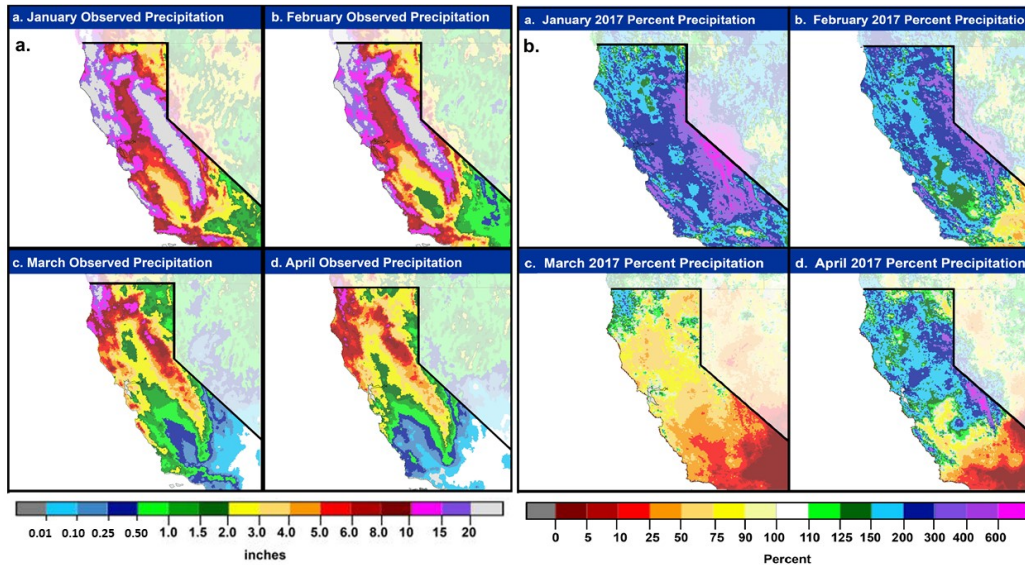 a. January Observed Precipitation
b. February Observed Precipitation
a.
c. March Observed Precipitation
d. April Observed Precipitation
0.01 0.10 0.25 0.50 1.0 1.5 2.0 3.0 4.0 5.0 6.0 8.0 10 15 20
inches
a. January 2017 Percent Precipitation
b. February 2017 Percent Precipitation
b.
c. March 2017 Percent Precipitation
d. April 2017 Percent Precipitation
0 5 10 25 50 75 90 100 110 125 150 200 300 400 600
Percent